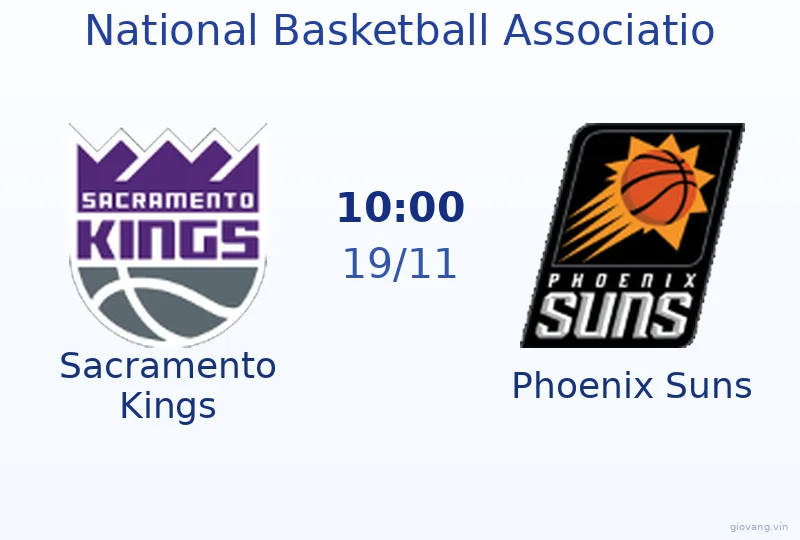 National Basketball Associatio
SACRAMENTO
KINGS
10:00
19/11
PHOENIX
SUNS
Sacramento
Kings
Phoenix Suns
giovang.vin